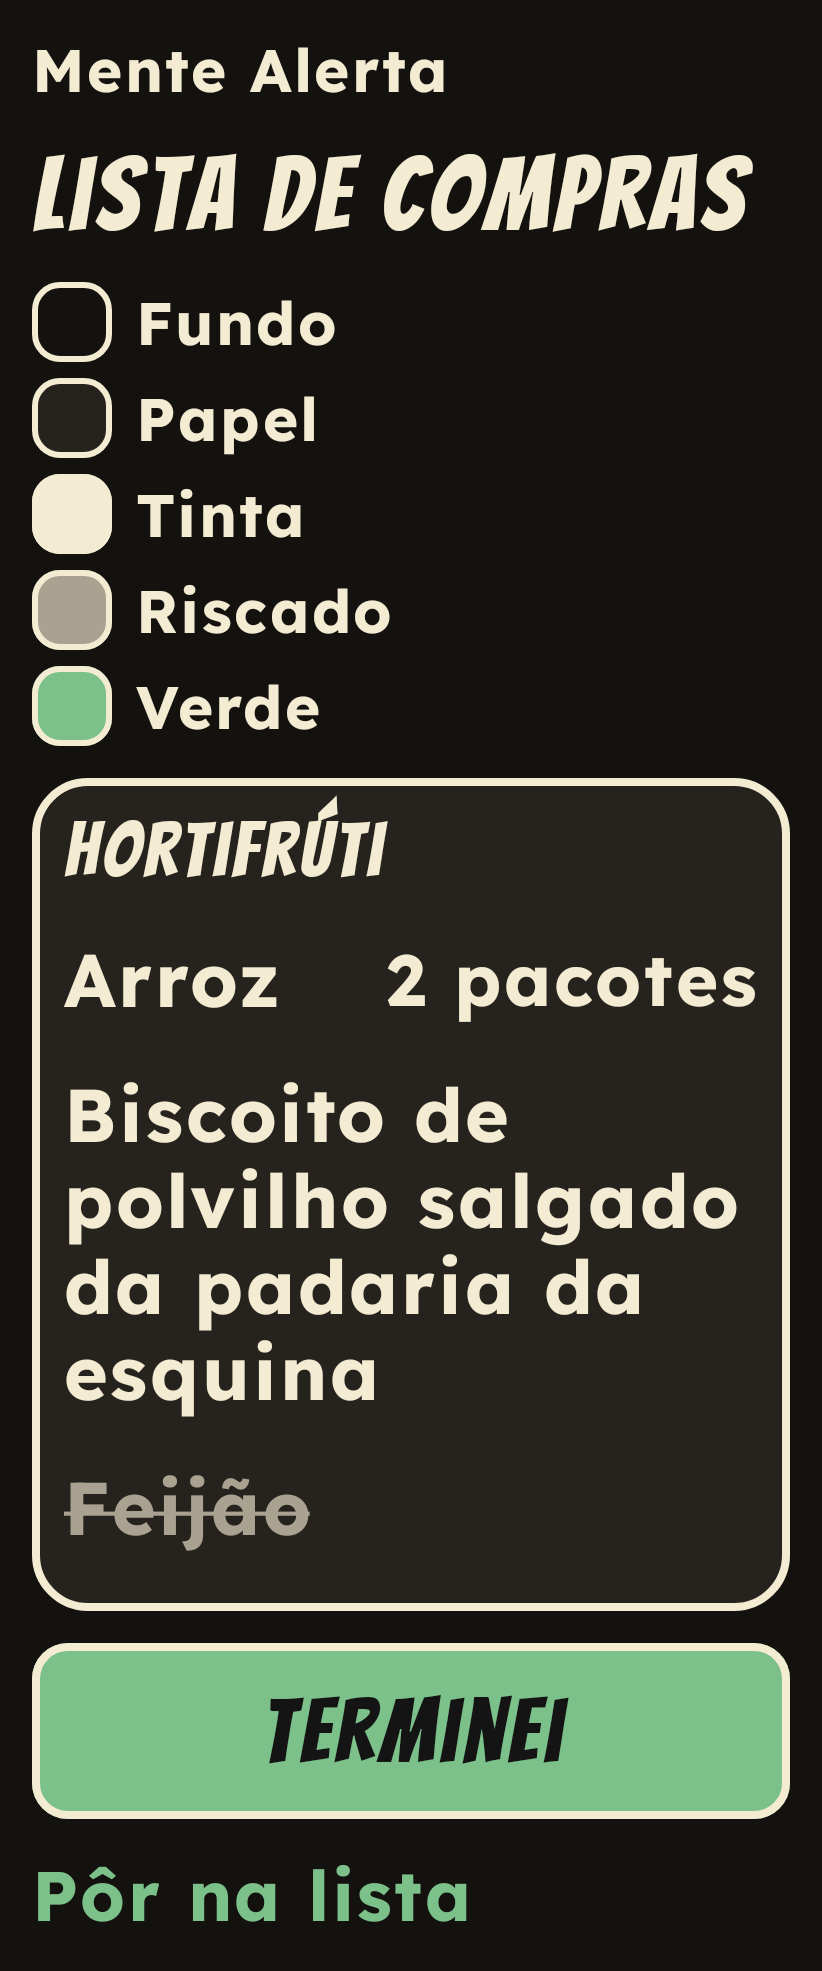 Mente Alerta
LISTA DE COMPRAS
Fundo
Papel
Tinta
Riscado
Verde
HORTIFRÚTI
Arroz 2 pacotes
Biscoito de
polvilho salgado
da padaria da
esquina
Feijão
TERMINEI
Pôr na lista